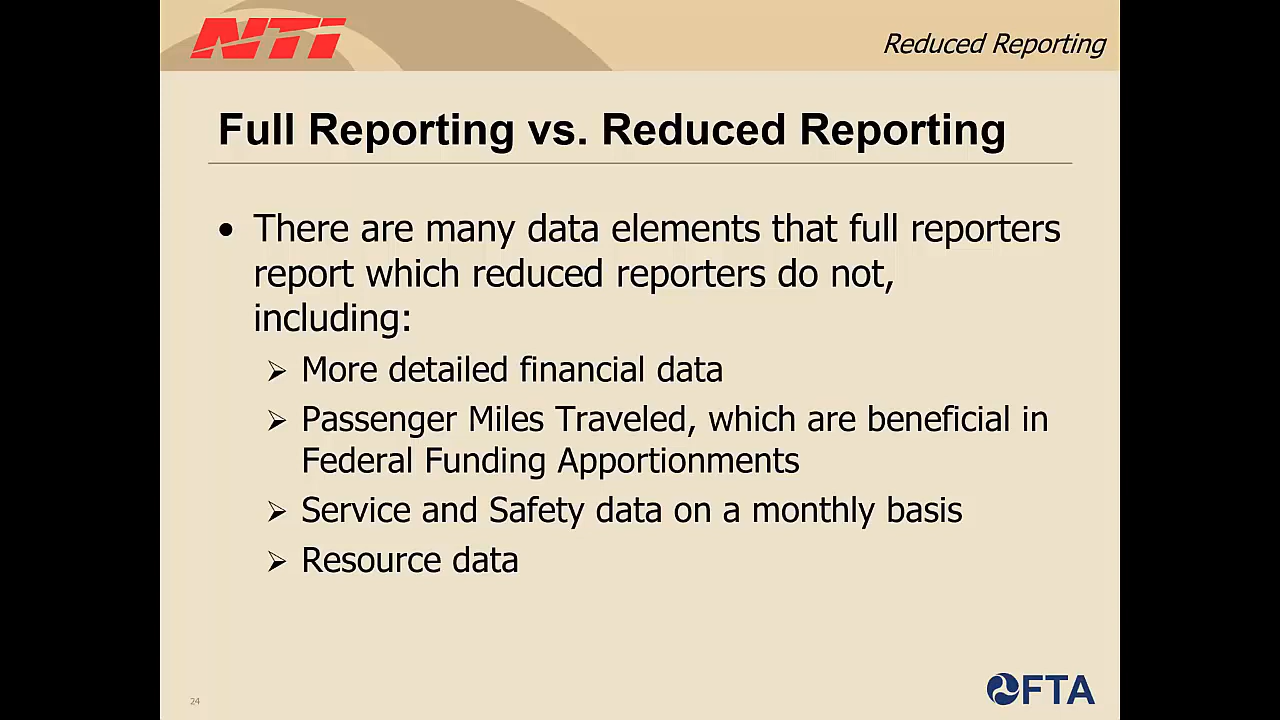 NTI
Reduced Reporting
Full Reporting vs. Reduced Reporting
• There are many data elements that full reporters
report which reduced reporters do not,
including:
➢ More detailed financial data
➢ Passenger Miles Traveled, which are beneficial in
Federal Funding Apportionments
➢ Service and Safety data on a monthly basis
➢ Resource data
24
FTA